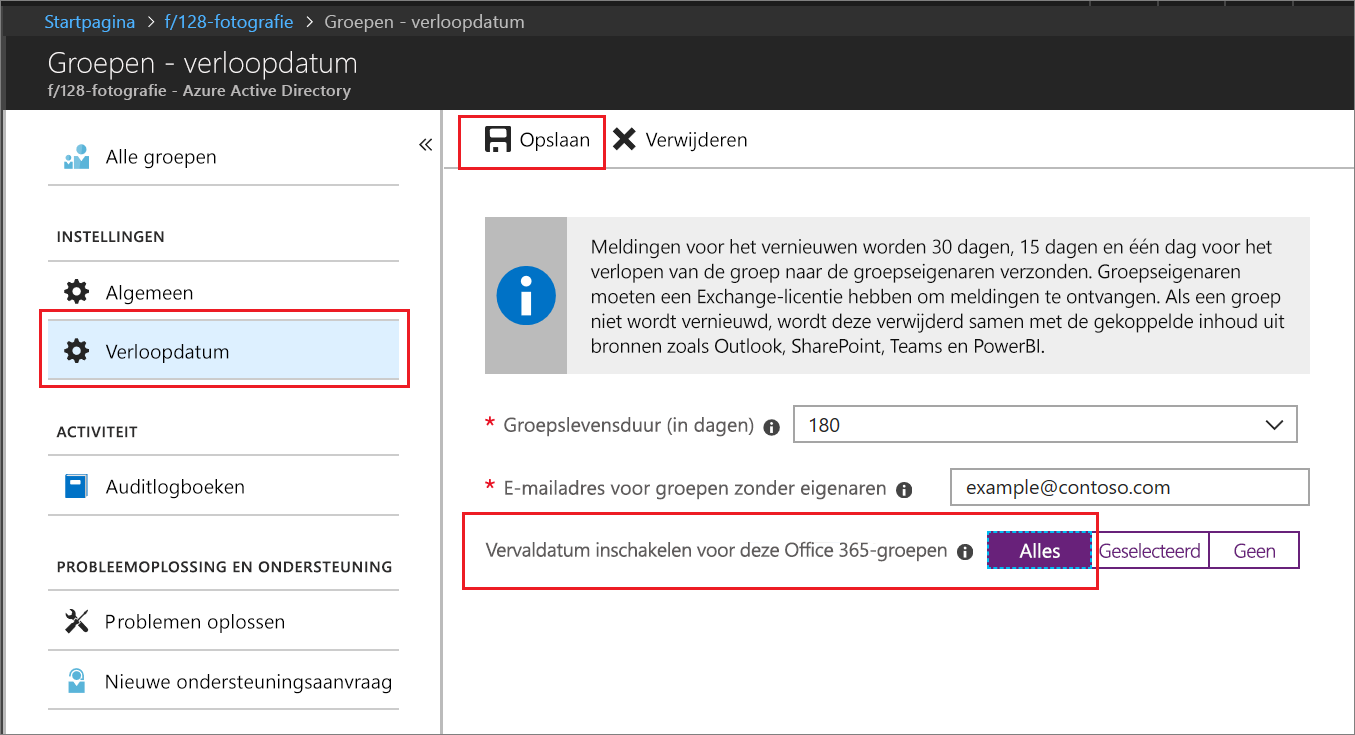 Startpagina > f/128-fotografie > Groepen - verloopdatum
Groepen - verloopdatum
f/128-fotografie - Azure Active Directory
«
Alle groepen
INSTELLINGEN
Algemeen
Verloopdatum
ACTIVITEIT
Auditlogboeken
PROBLEEMOPLOSSING EN ONDERSTEUNING
Problemen oplossen
Nieuwe ondersteuningsaanvraag
Opslaan Verwijderen
Meldingen voor het vernieuwen worden 30 dagen, 15 dagen en één dag voor het
verlopen van de groep naar de groepseigenaren verzonden. Groepseigenaren
moeten een Exchange-licentie hebben om meldingen te ontvangen. Als een groep
niet wordt vernieuwd, wordt deze verwijderd samen met de gekoppelde inhoud uit
bronnen zoals Outlook, SharePoint, Teams en PowerBI.
* Groepslevensduur (in dagen) 180
* E-mailadres voor groepen zonder eigenaren example@contoso.com
Vervaldatum inschakelen voor deze Office 365-groepen Alles Geselecteerd Geen